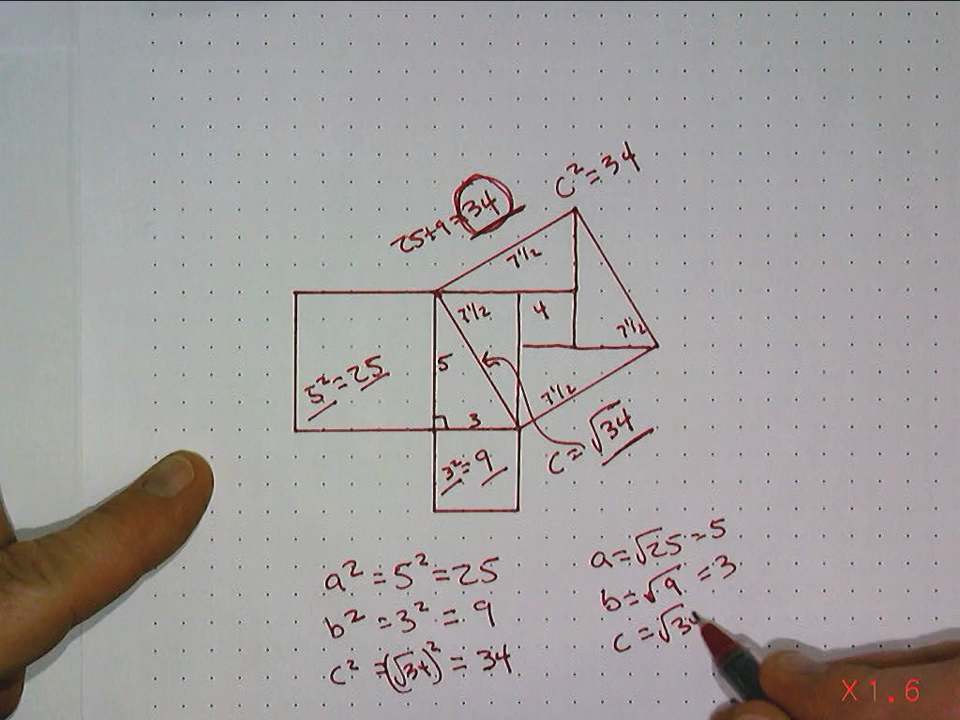 c²=34
25+9=34
7½
7½
4
7½
5
5²=25
7½
3
c=√34
3²=9
a=√25=5
a²=5²=25
b=√9=3
b²=3²=9
c=√34
c²=(√34)²=34
X1.6